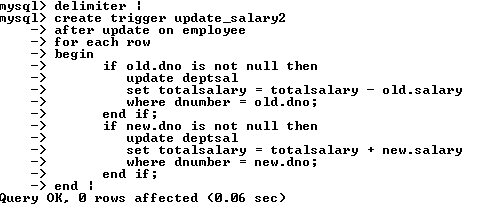 mysql> delimiter |
mysql> create trigger update_salary2
    -> after update on employee
    -> for each row
    -> begin
    ->       if old.dno is not null then
    ->          update deptsal
    ->          set totalsalary = totalsalary - old.salary
    ->          where dnumber = old.dno;
    ->       end if;
    ->       if new.dno is not null then
    ->          update deptsal
    ->          set totalsalary = totalsalary + new.salary
    ->          where dnumber = new.dno;
    ->       end if;
    -> end |
Query OK, 0 rows affected (0.06 sec)